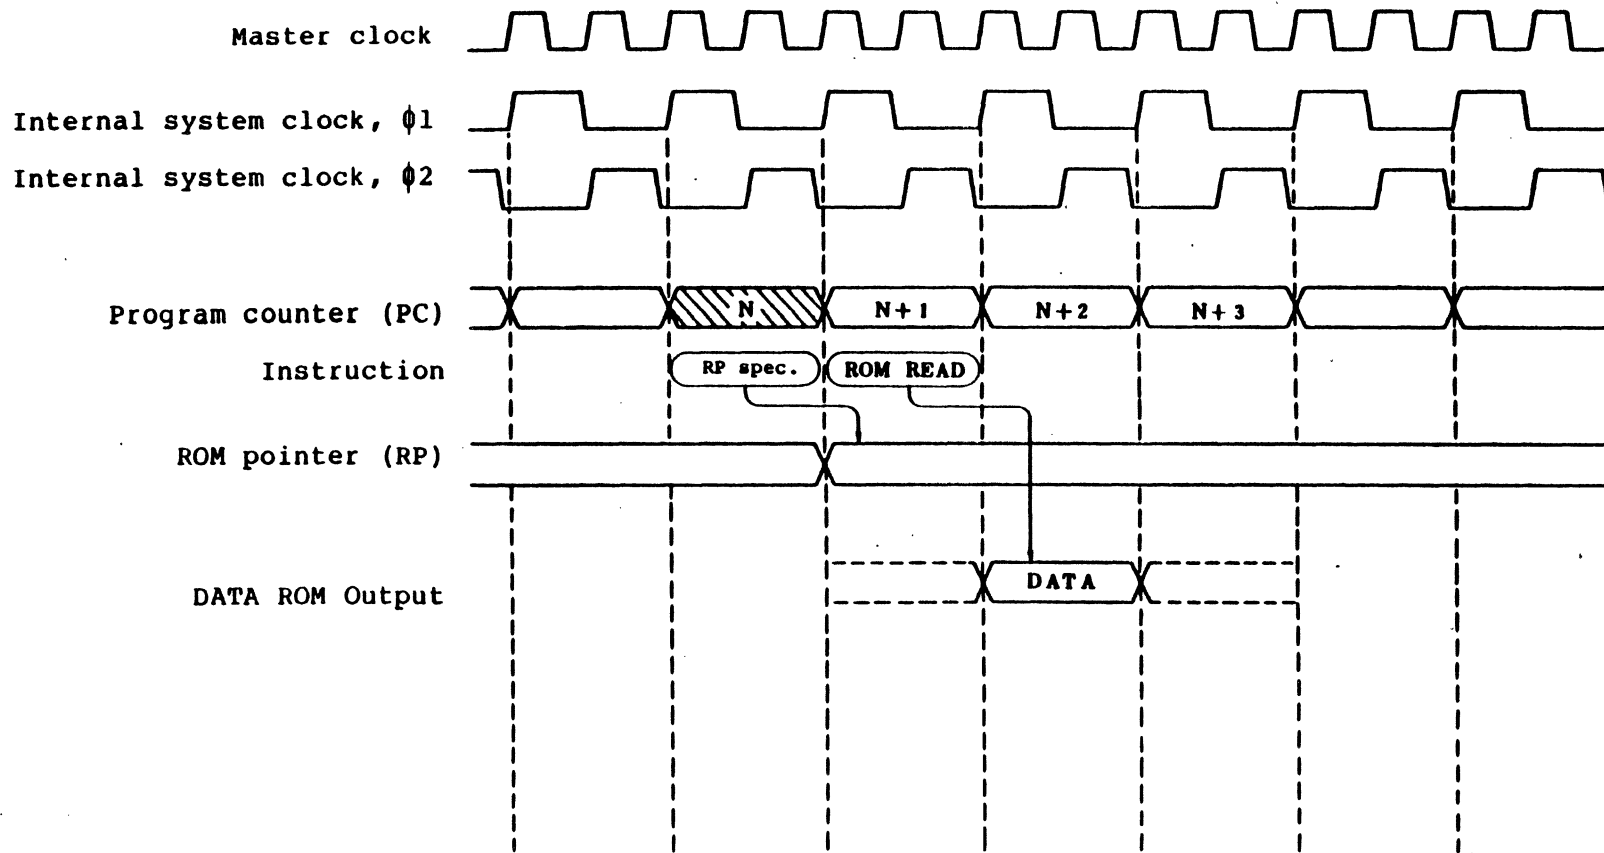 Master clock
Internal system clock, ϕ1
Internal system clock, ϕ2
Program counter (PC)
N
N+1
N+2
N+3
Instruction
RP spec.
ROM READ
ROM pointer (RP)
DATA ROM Output
DATA